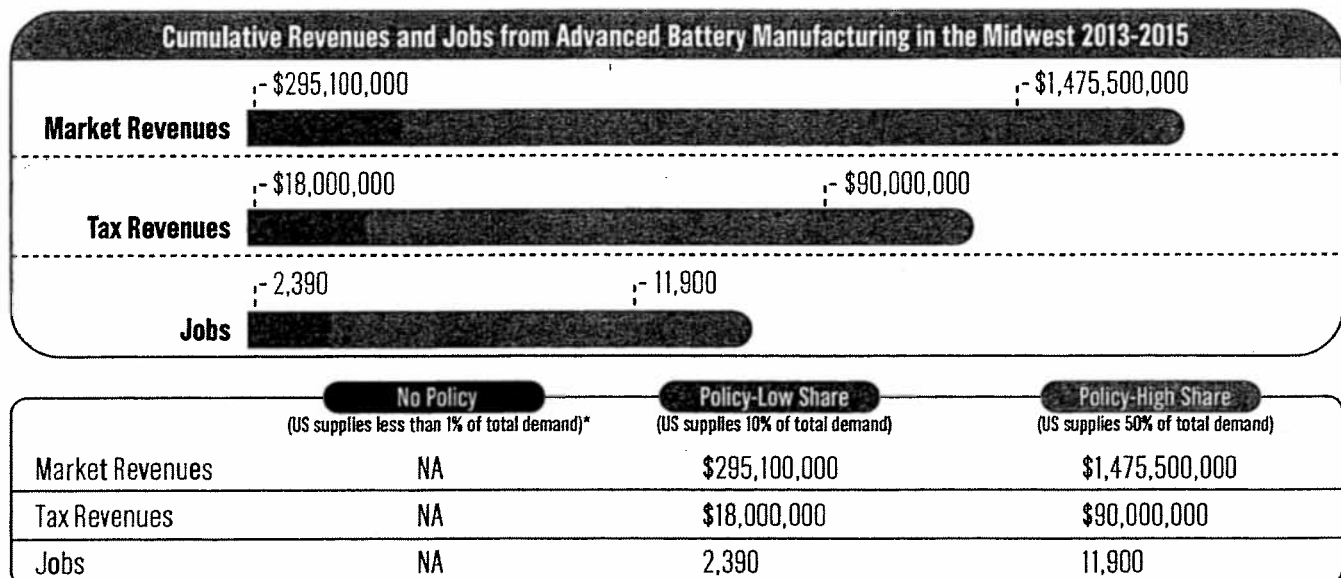 Cumulative Revenues and Jobs from Advanced Battery Manufacturing in the Midwest 2013-2015
- $295,100,000 - $1,475,500,000
Market Revenues
- $18,000,000 - $90,000,000
Tax Revenues
- 2,390 - 11,900
Jobs
No Policy Policy-Low Share Policy-High Share
(US supplies less than 1% of total demand)* (US supplies 10% of total demand) (US supplies 50% of total demand)
Market Revenues NA $295,100,000 $1,475,500,000
Tax Revenues NA $18,000,000 $90,000,000
Jobs NA 2,390 11,900